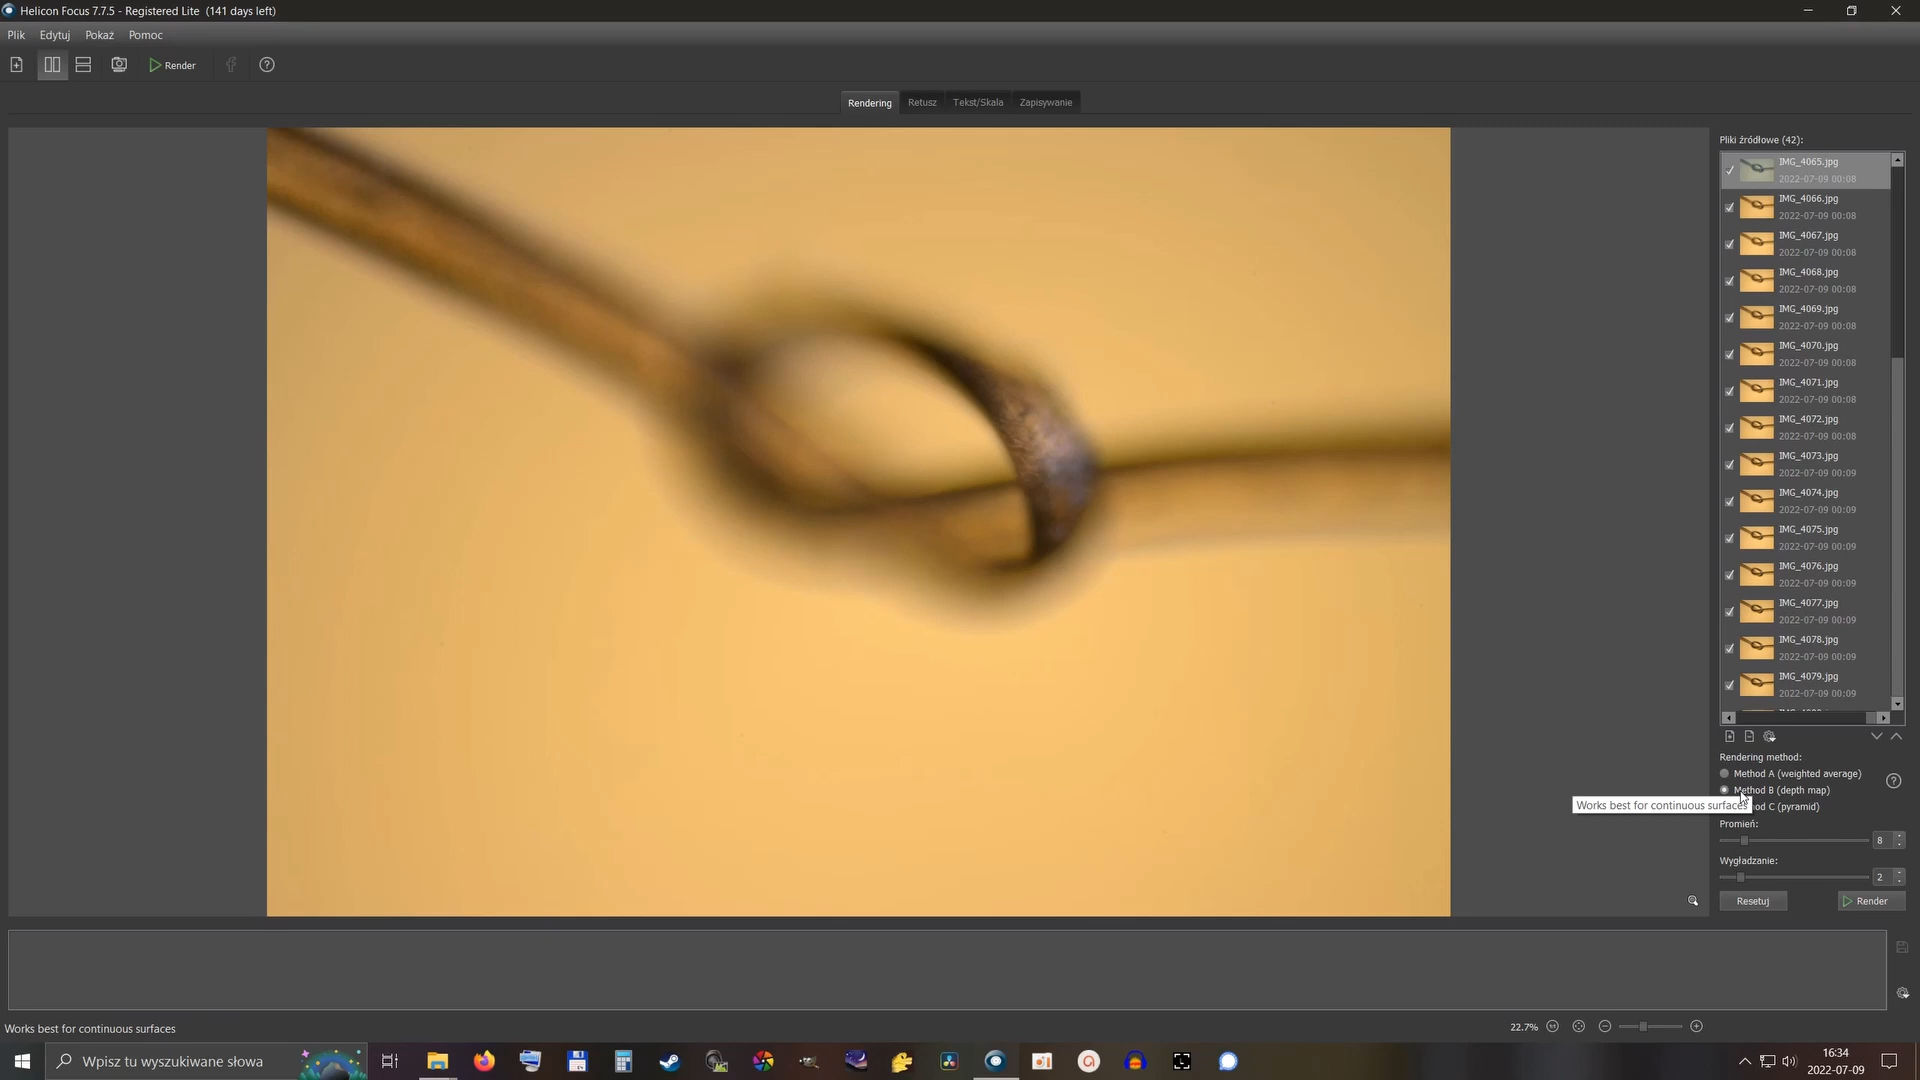 Helicon Focus 7.7.5 - Registered Lite  (141 days left)
Plik Edytuj Pokaż Pomoc
Render
Rendering Retusz Tekst/Skala Zapisywanie
Pliki źródłowe (42):
IMG_4065.jpg
2022-07-09 00:08
IMG_4066.jpg
2022-07-09 00:08
IMG_4067.jpg
2022-07-09 00:08
IMG_4068.jpg
2022-07-09 00:08
IMG_4069.jpg
2022-07-09 00:08
IMG_4070.jpg
2022-07-09 00:08
IMG_4071.jpg
2022-07-09 00:08
IMG_4072.jpg
2022-07-09 00:08
IMG_4073.jpg
2022-07-09 00:09
IMG_4074.jpg
2022-07-09 00:09
IMG_4075.jpg
2022-07-09 00:09
IMG_4076.jpg
2022-07-09 00:09
IMG_4077.jpg
2022-07-09 00:09
IMG_4078.jpg
2022-07-09 00:09
IMG_4079.jpg
2022-07-09 00:09
Rendering method:
Method A (weighted average)
Method B (depth map)
Works best for continuous surfaces
C (pyramid)
Promień:
8
Wygładzanie:
2
Resetuj Render
Works best for continuous surfaces
22.7%
Wpisz tu wyszukiwane słowa
16:34
2022-07-09